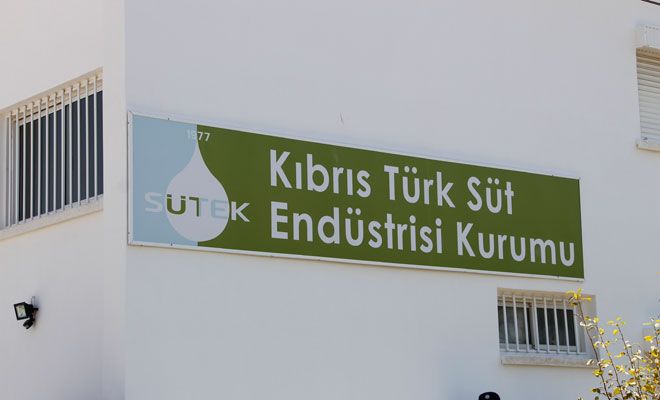 1977
SÜTEK
Kıbrıs Türk Süt
Endüstrisi Kurumu